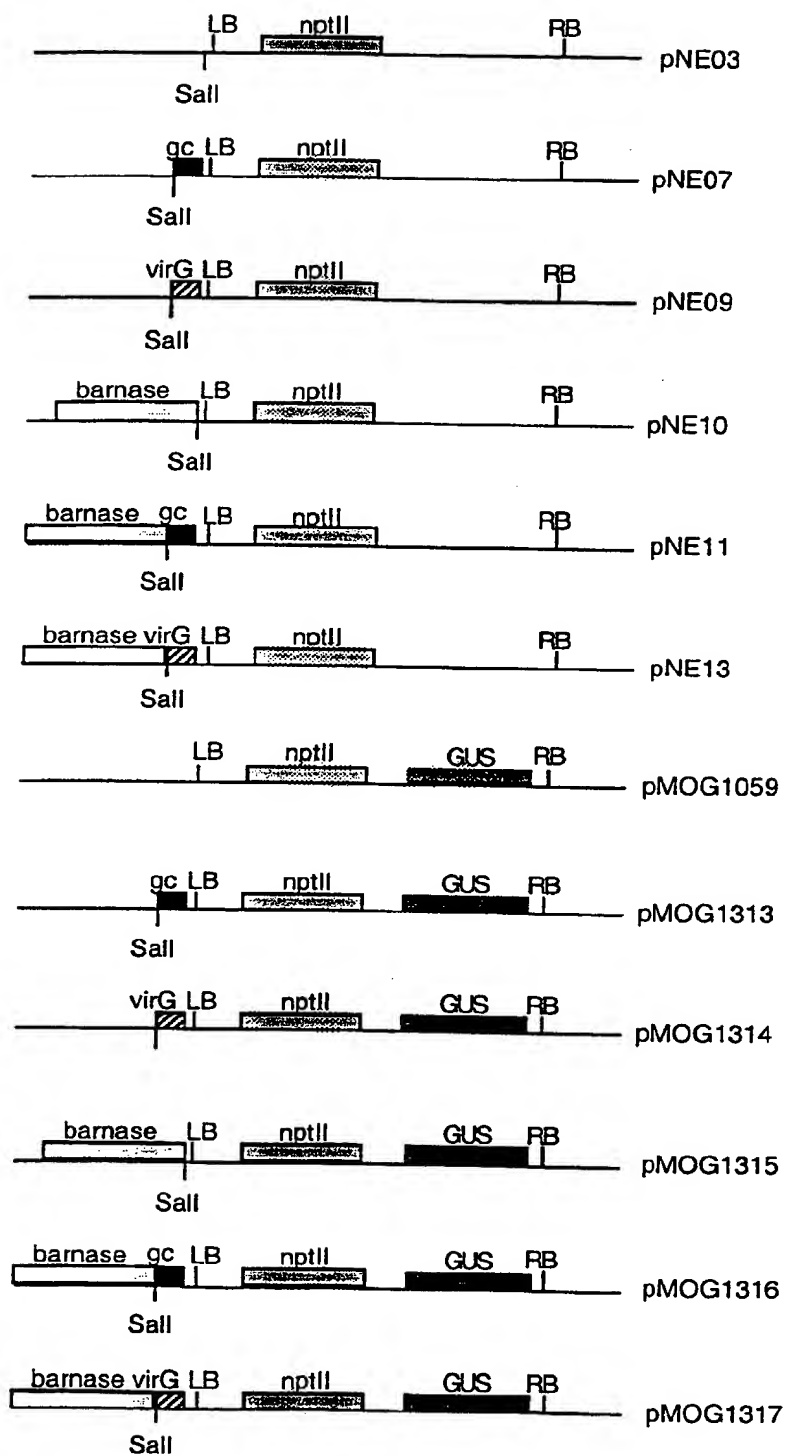 LB nptII RB
pNE03
SalI
gc LB nptII RB
pNE07
SalI
virG LB nptII RB
pNE09
SalI
barnase LB nptII RB
pNE10
SalI
barnase gc LB nptII RB
pNE11
SalI
barnase virG LB nptII RB
pNE13
SalI
LB nptII GUS RB
pMOG1059
gc LB nptII GUS RB
pMOG1313
SalI
virG LB nptII GUS RB
pMOG1314
barnase LB nptII GUS RB
pMOG1315
SalI
barnase gc LB nptII GUS RB
pMOG1316
SalI
barnase virG LB nptII GUS RB
pMOG1317
SalI